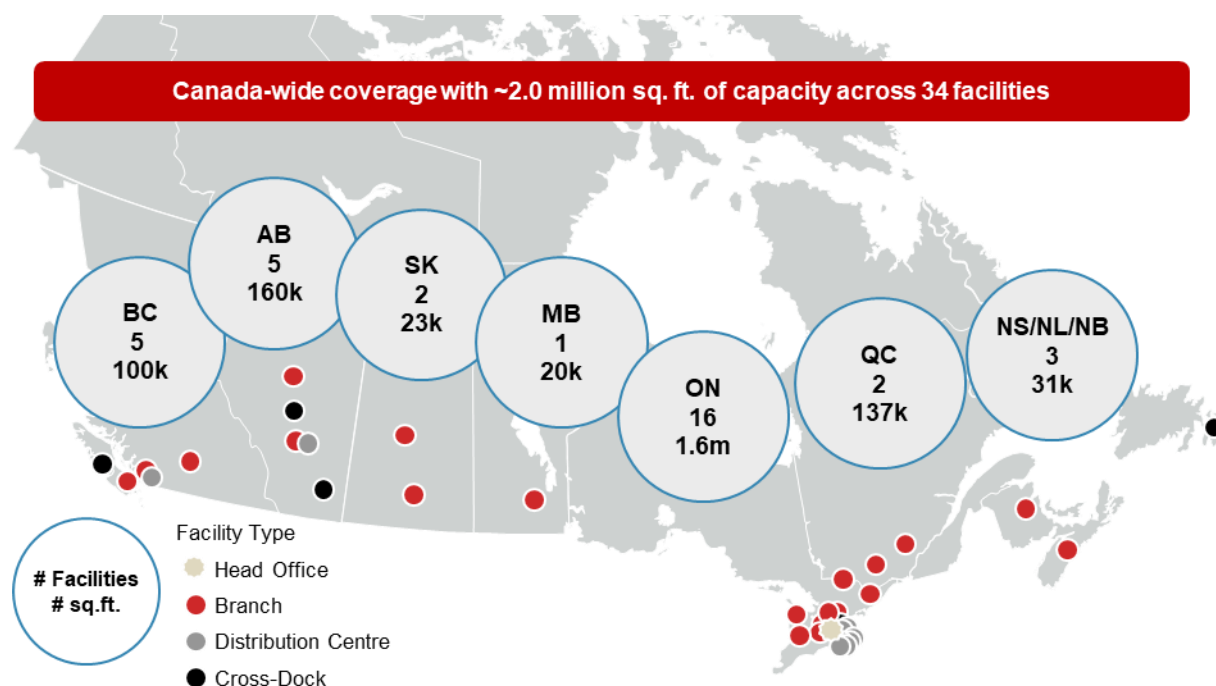 Canada-wide coverage with ~2.0 million sq. ft. of capacity across 34 facilities
BC
5
100k
AB
5
160k
SK
2
23k
MB
1
20k
ON
16
1.6m
QC
2
137k
NS/NL/NB
3
31k
# Facilities
# sq.ft.
Facility Type
Head Office
Branch
Distribution Centre
Cross-Dock